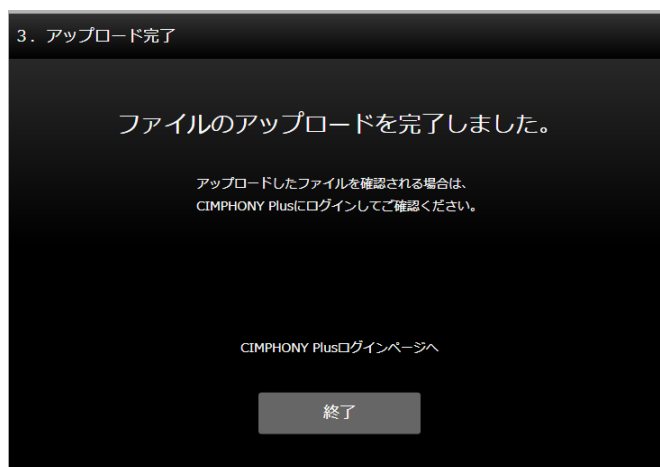 3．アップロード完了
ファイルのアップロードを完了しました。
アップロードしたファイルを確認される場合は、
CIMPHONY Plusにログインしてご確認ください。
CIMPHONY Plusログインページへ
終了